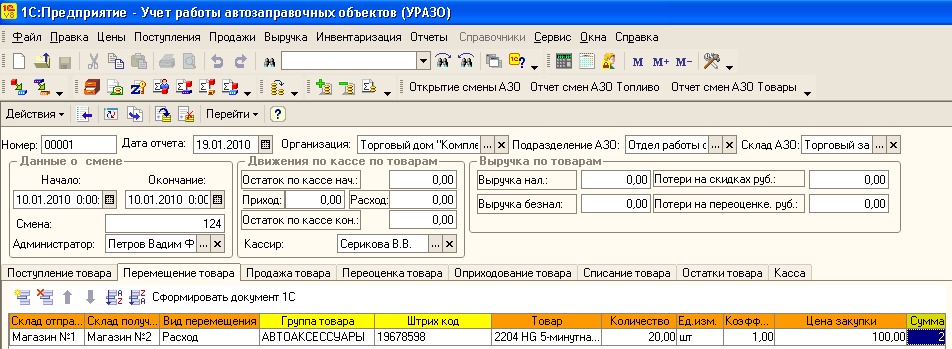 1С:Предприятие - Учет работы автозаправочных объектов (УРАЗО)
Файл Правка Цены Поступления Продажи Выручка Инвентаризация Отчеты Справочники Сервис Окна Справка
M M+ M-
Открытие смены АЗО Отчет смен АЗО Топливо Отчет смен АЗО Товары
Действия Перейти
Номер: 00001 Дата отчета: 19.01.2010 Организация: Торговый дом "Компле ... Подразделение АЗО: Отдел работы с ... Склад АЗО: Торговый за ...
Данные о смене Движения по кассе по товарам Выручка по товарам
Начало: Окончание: Остаток по кассе нач.: 0,00 Выручка нал.: 0,00 Потери на скидках руб.: 0,00
10.01.2010 0:00: 10.01.2010 0:00: Приход: 0,00 Расход: 0,00 Выручка безнал: 0,00 Потери на переоценке. руб.: 0,00
Смена: 124 Остаток по кассе кон.: 0,00
Администратор: Петров Вадим Ф ... Кассир: Серикова В.В. ...
Поступление товара Перемещение товара Продажа товара Переоценка товара Оприходование товара Списание товара Остатки товара Касса
Сформировать документ 1С
Склад отпра... Склад получ... Вид перемещения Группа товара Штрих код Товар Количество Ед.изм. Коэфф... Цена закупки Сумма
Магазин №1 Магазин №2 Расход АВТОАКСЕССУАРЫ 19678598 2204 HG 5-минутна... 20,00 шт 1,00 100,00 2